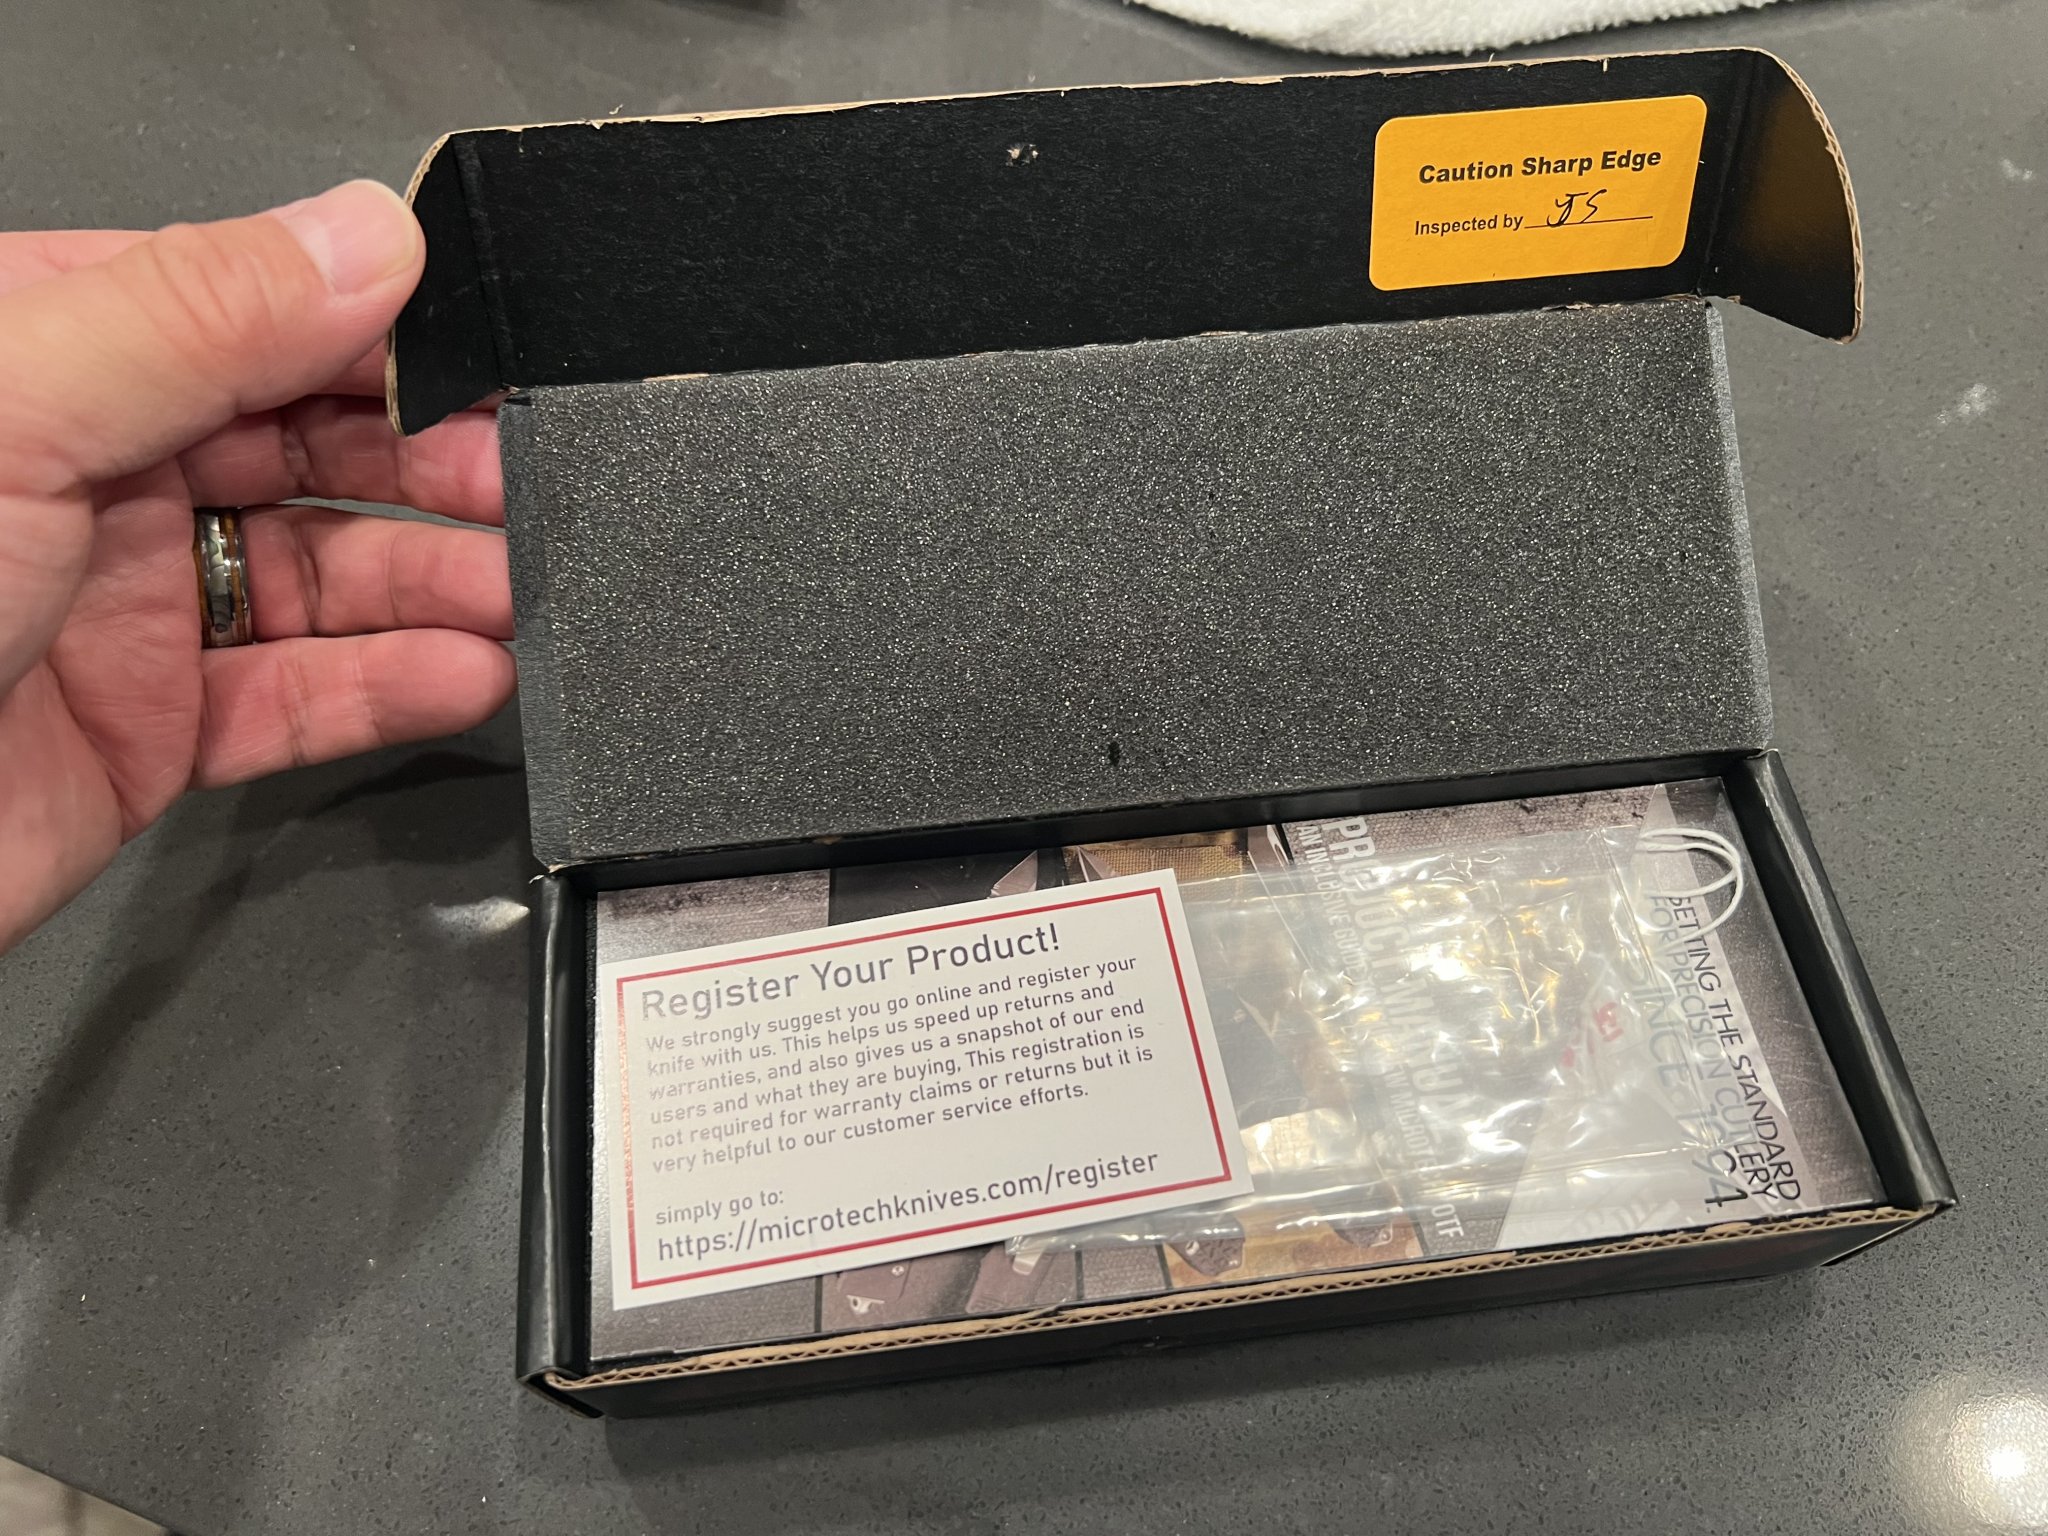 Caution Sharp Edge
Inspected by JS
Register Your Product!
We strongly suggest you go online and register your
knife with us. This helps us speed up returns and
warranties, and also gives us a snapshot of our end
users and what they are buying, This registration is
not required for warranty claims or returns but it is
very helpful to our customer service efforts.
simply go to:
https://microtechknives.com/register
PRODUCT MANUAL
OTF
SETTING THE STANDARD
FOR PRECISION CUTLERY
SINCE 1994.